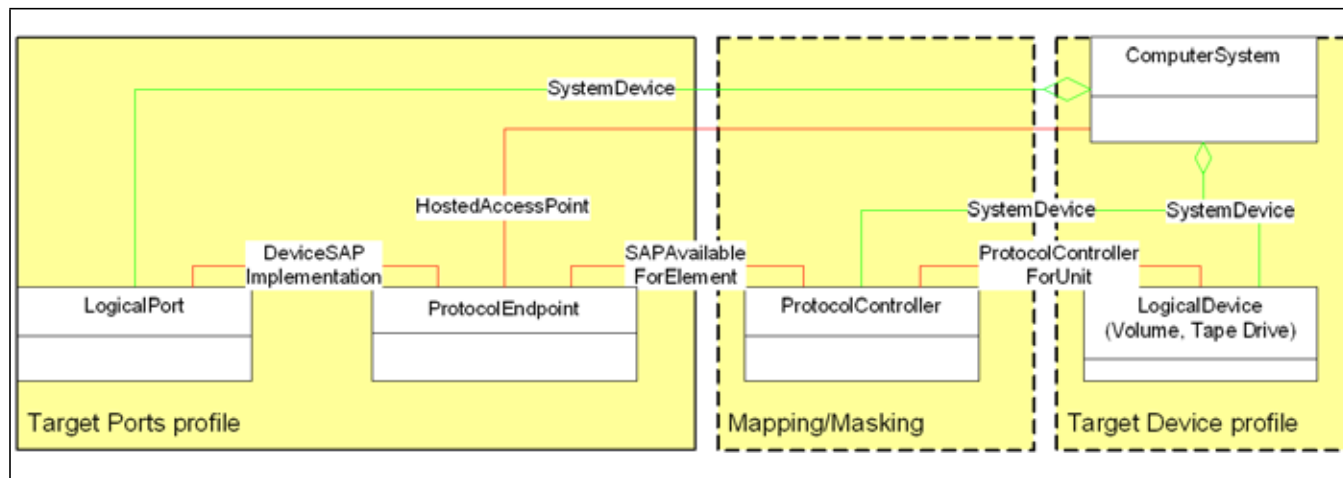 ComputerSystem
SystemDevice
HostedAccessPoint
SystemDevice
SystemDevice
DeviceSAP
Implementation
SAPAvailable
ForElement
ProtocolController
ForUnit
LogicalPort
ProtocolEndpoint
ProtocolController
LogicalDevice
(Volume, Tape Drive)
Target Ports profile
Mapping/Masking
Target Device profile